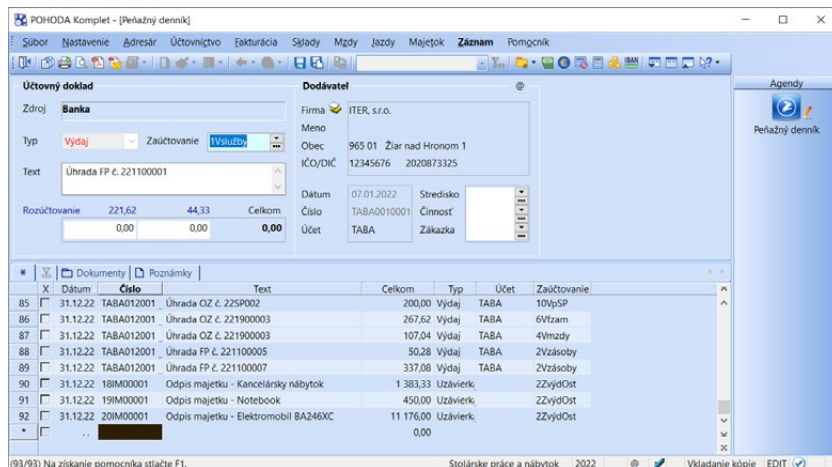 POHODA Komplet - [Peňažný denník]
Súbor Nastavenie Adresár Účtovníctvo Fakturácia Sklady Mzdy Jazdy Majetok Záznam Pomocník
IBAN
Účtovný doklad
Zdroj Banka
Typ Výdaj Zaúčtovanie 1Vslužby
Text Úhrada FP č. 221100001
Rozúčtovanie 221,62 44,33 Celkom
0,00 0,00 0,00
Dodávateľ @
Firma ITER, s.r.o.
Meno
Obec 965 01 Žiar nad Hronom 1
IČO/DIČ 12345676 2020873325
Dátum 07.01.2022 Stredisko
Číslo TABA0010001 Činnosť
Účet TABA Zákazka
Agendy
Peňažný denník
* Dokumenty Poznámky
X Dátum Číslo Text Celkom Typ Účet Zaúčtovanie
85 31.12.22 TABA012001_ Úhrada OZ č. 22SP002 200,00 Výdaj TABA 10VpSP
86 31.12.22 TABA012001_ Úhrada OZ č. 221900003 267,62 Výdaj TABA 6Vfzam
87 31.12.22 TABA012001_ Úhrada OZ č. 221900003 107,04 Výdaj TABA 4Vmzdy
88 31.12.22 TABA012001_ Úhrada FP č. 221100005 50,28 Výdaj TABA 2Vzásoby
89 31.12.22 TABA012001_ Úhrada FP č. 221100007 337,08 Výdaj TABA 2Vzásoby
90 31.12.22 18IM00001 Odpis majetku - Kancelársky nábytok 1 383,33 Uzávierk 2ZvýdOst
91 31.12.22 19IM00001 Odpis majetku - Notebook 450,00 Uzávierk 2ZvýdOst
92 31.12.22 20IM00001 Odpis majetku - Elektromobil BA246XC 11 176,00 Uzávierk 2ZvýdOst
* . . 0,00
(93/93) Na získanie pomocníka stlačte F1. Stolárske práce a nábytok 2022 @ Vkladanie kópie EDIT